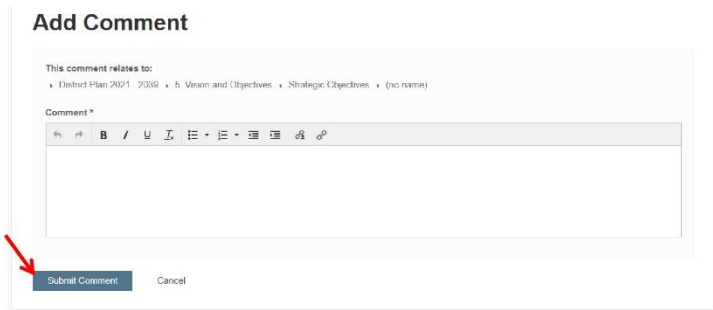 Add Comment
This comment relates to:
› District Plan 2021 2039 › 5 Vision and Objectives › Strategic Objectives › (no name)
Comment *
B I U Tx
Submit Comment Cancel